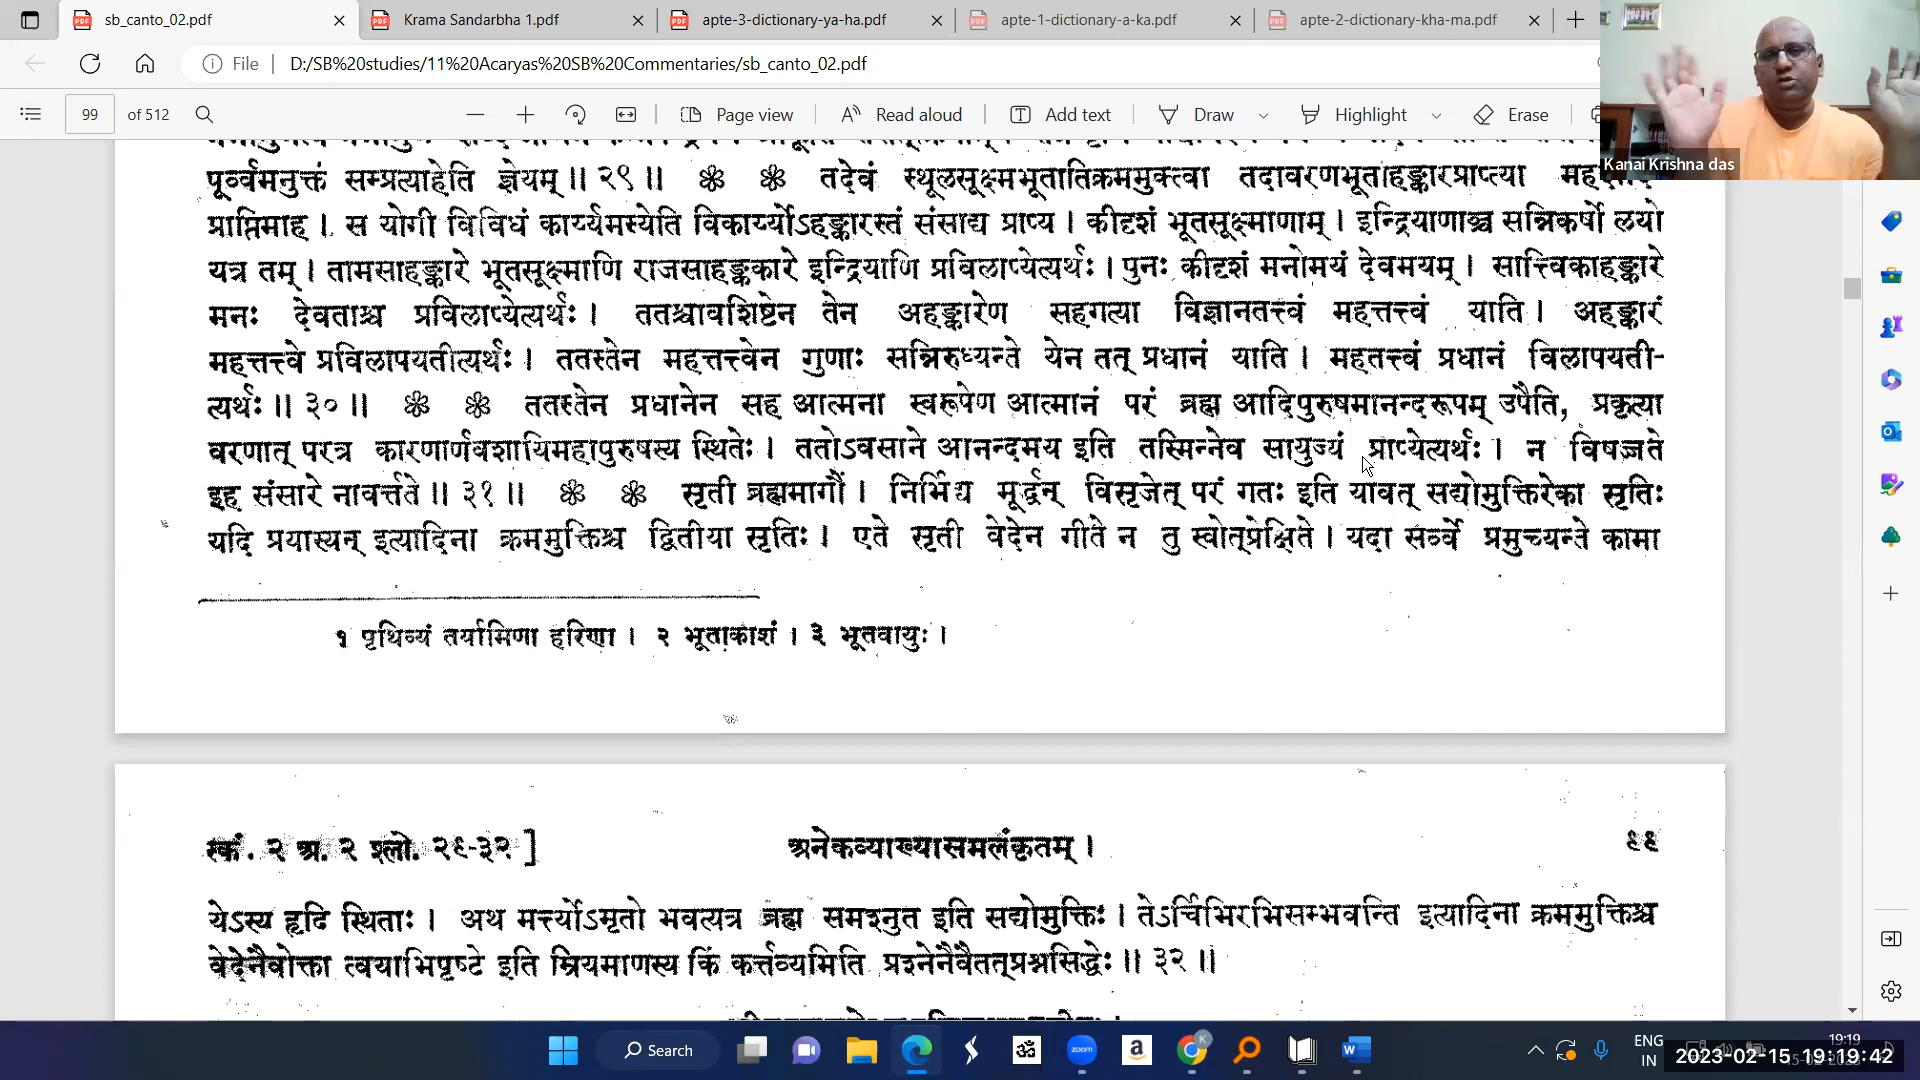 sb_canto_02.pdf
Krama Sandarbha 1.pdf
apte-3-dictionary-ya-ha.pdf
apte-1-dictionary-a-ka.pdf
apte-2-dictionary-kha-ma.pdf
File
D:/SB%20studies/11%20Acaryas%20SB%20Commentaries/sb_canto_02.pdf
99 of 512
Page view
Read aloud
Add text
Draw
Highlight
Erase
Kanai Krishna das
पूर्व्वमनुक्तं सम्प्रत्याहेति ज्ञेयम् ॥ २९ ॥ तदेवं स्थूलसूक्ष्मभूतातिक्रममुक्त्वा तदावरणभूताहङ्कारप्राप्त्या
प्राप्तिमाह । स योगी विविधं कार्य्यमस्येति विकार्य्योऽहङ्कारस्तं संसाद्य प्राप्य । कीदृशं भूतसूक्ष्माणाम् । इन्द्रियाणाञ्च सन्निकर्षो लयो
यत्र तम् । तामसाहङ्कारे भूतसूक्ष्माणि राजसाहङ्ककारे इन्द्रियाणि प्रविलाप्येत्यर्थः । पुनः कीदृशं मनोमयं देवमयम् । सात्त्विकाहङ्कारे
मनः देवताश्च प्रविलाप्येत्यर्थः । ततश्चावशिष्टेन तेन अहङ्कारेण सहगत्या विज्ञानतत्त्वं महत्तत्त्वं याति । अहङ्कारं
महत्तत्त्वे प्रविलापयतीत्यर्थः । ततस्तेन महत्तत्त्वेन गुणाः सन्निरुध्यन्ते येन तत् प्रधानं याति । महतत्त्वं प्रधानं विलापयती-
त्यर्थः ॥ ३० ॥ ततस्तेन प्रधानेन सह आत्मना स्वरूपेण आत्मानं परं ब्रह्म आदिपुरुषमानन्दरूपम् उपैति, प्रकृत्या
वरणात् परत्र कारणार्णवशायिमहापुरुषस्य स्थितेः । ततोऽवसाने आनन्दमय इति तस्मिन्नेव सायुज्यं प्राप्येत्यर्थः । न विषज्जते
इह संसारे नावर्त्तते ॥ ३१ ॥ सृती ब्रह्ममार्गौ । निर्भिद्य मूर्द्धन् विसृजेत् परं गतः इति यावत् सद्योमुक्तिरेका सृतिः
यदि प्रयास्यन् इत्यादिना क्रममुक्तिश्च द्वितीया सृतिः । एते सृती वेदेन गीते न तु स्वोत्प्रेक्षिते । यदा सर्व्वे प्रमुच्यन्ते कामा
१ पृथिव्यं तर्यामिणा हरिणा । २ भूताकाशं । ३ भूतवायुः ।
स्कं. २ अ. २ श्लो. २९-३२ ] अनेकव्याख्यासमलंकृतम् । ९९
येऽस्य हृदि स्थिताः । अथ मर्त्त्योऽमृतो भवत्यत्र ब्रह्म समश्नुत इति सद्योमुक्तिः । तेऽर्चिभिरभिसम्भवन्ति इत्यादिना क्रममुक्तिश्च
वेदेनैवोक्ता त्वयाभिपृष्टे इति म्रियमाणस्य किं कर्त्तव्यमिति प्रश्नेनैवैतत्प्रश्नसिद्धेः ॥ ३२ ॥
Search
zoom
ENG
IN
19:19
2023-02-15 19:19:42